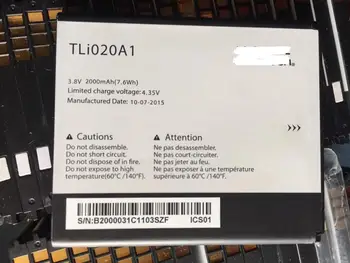 TLi020A1
3.8V 2000mAh(7.6Wh)
Limited charge voltage: 4.35V
Manufactured on: 10-07-2015
Cautions
Do not disassemble.
Do not short circuit.
Do not dispose of in fire.
Do not expose to high
temperature(60°C /140°F).
Attention
Ne pas desassembler.
Ne pas court-circuiter.
Ne pas jeter au feu.
Ne pas exposer à une température
supérieure à 60°C /140°F.
S/N:B2000031C1103SZF
ICS01